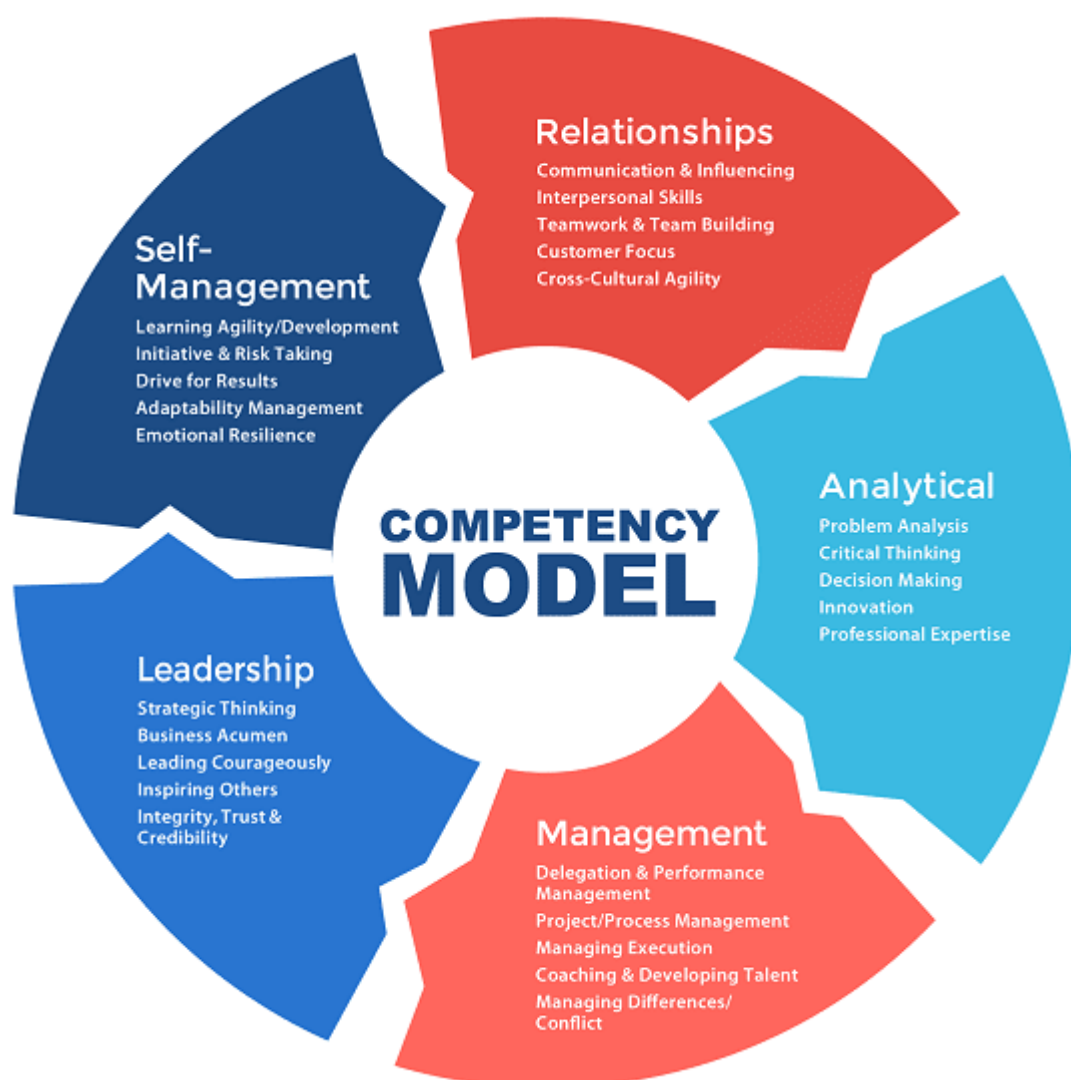 Relationships
Communication & Influencing
Interpersonal Skills
Teamwork & Team Building
Customer Focus
Cross-Cultural Agility
Self-
Management
Learning Agility/Development
Initiative & Risk Taking
Drive for Results
Adaptability Management
Emotional Resilience
Analytical
Problem Analysis
Critical Thinking
Decision Making
Innovation
Professional Expertise
COMPETENCY
MODEL
Leadership
Strategic Thinking
Business Acumen
Leading Courageously
Inspiring Others
Integrity, Trust &
Credibility
Management
Delegation & Performance
Management
Project/Process Management
Managing Execution
Coaching & Developing Talent
Managing Differences/
Conflict